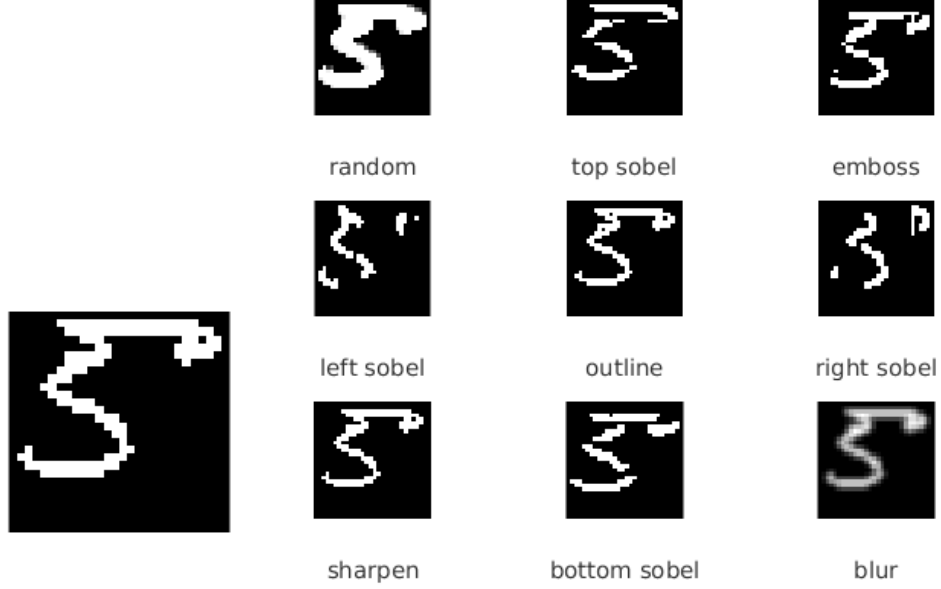 random top sobel emboss
left sobel outline right sobel
sharpen bottom sobel blur